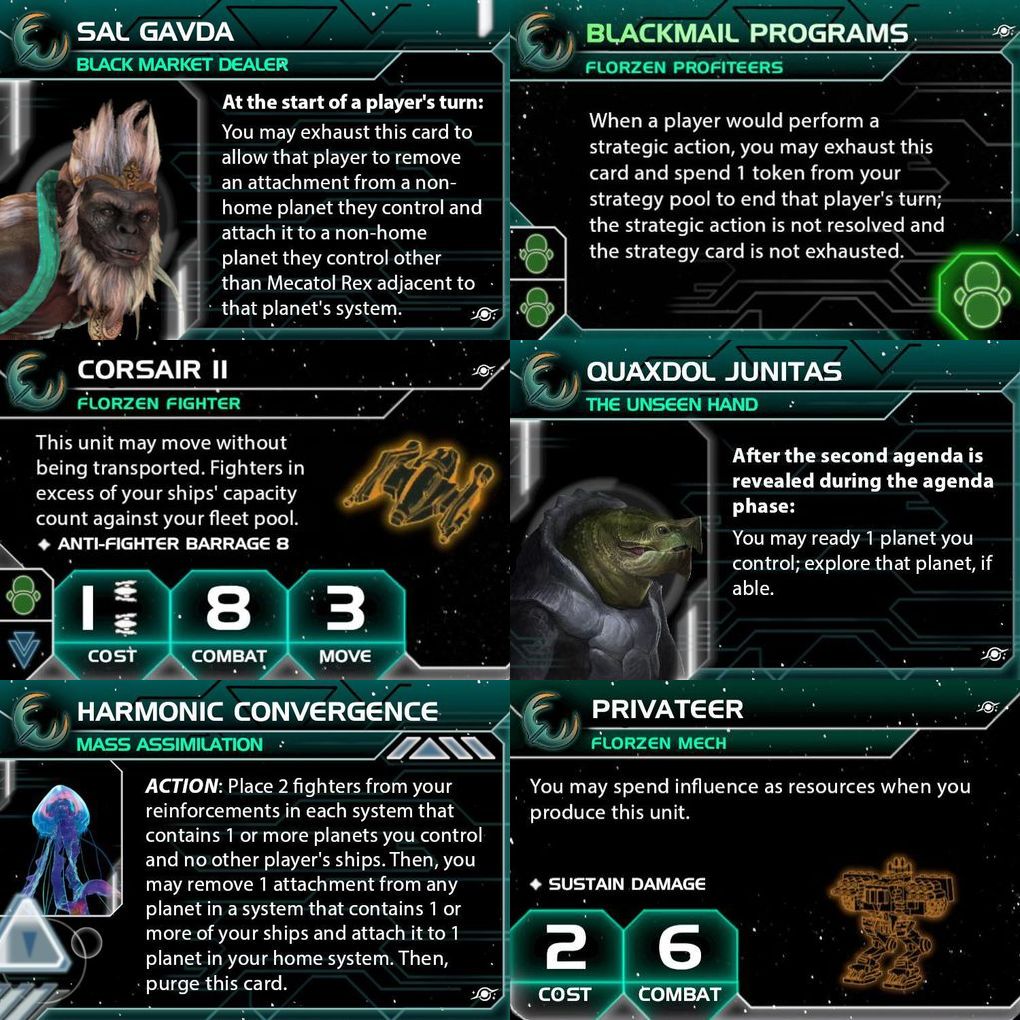 SAL GAVDA
BLACK MARKET DEALER
At the start of a player's turn:
You may exhaust this card to
allow that player to remove
an attachment from a non-
home planet they control and
attach it to a non-home
planet they control other
than Mecatol Rex adjacent to
that planet's system.
BLACKMAIL PROGRAMS
FLORZEN PROFITEERS
When a player would perform a
strategic action, you may exhaust this
card and spend 1 token from your
strategy pool to end that player's turn;
the strategic action is not resolved and
the strategy card is not exhausted.
CORSAIR II
FLORZEN FIGHTER
This unit may move without
being transported. Fighters in
excess of your ships' capacity
count against your fleet pool.
ANTI-FIGHTER BARRAGE 8
1 8 3
COST COMBAT MOVE
QUAXDOL JUNITAS
THE UNSEEN HAND
After the second agenda is
revealed during the agenda
phase:
You may ready 1 planet you
control; explore that planet, if
able.
HARMONIC CONVERGENCE
MASS ASSIMILATION
ACTION: Place 2 fighters from your
reinforcements in each system that
contains 1 or more planets you control
and no other player's ships. Then, you
may remove 1 attachment from any
planet in a system that contains 1 or
more of your ships and attach it to 1
planet in your home system. Then,
purge this card.
PRIVATEER
FLORZEN MECH
You may spend influence as resources when you
produce this unit.
SUSTAIN DAMAGE
2 6
COST COMBAT